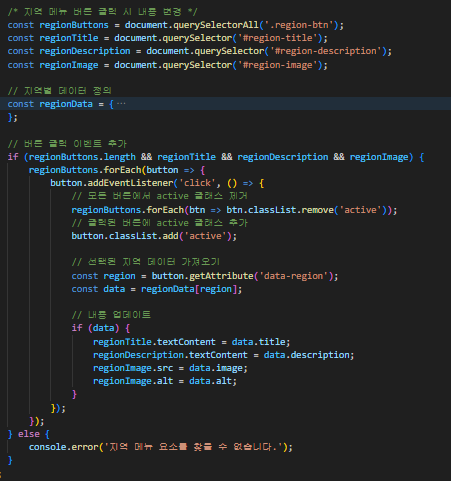 /* 지역 메뉴 버튼 클릭 시 내용 변경 */
const regionButtons = document.querySelectorAll('.region-btn');
const regionTitle = document.querySelector('#region-title');
const regionDescription = document.querySelector('#region-description');
const regionImage = document.querySelector('#region-image');
// 지역별 데이터 정의
const regionData = { ⋯
};
// 버튼 클릭 이벤트 추가
if (regionButtons.length && regionTitle && regionDescription && regionImage) {
regionButtons.forEach(button => {
button.addEventListener('click', () => {
// 모든 버튼에서 active 클래스 제거
regionButtons.forEach(btn => btn.classList.remove('active'));
// 클릭된 버튼에 active 클래스 추가
button.classList.add('active');
// 선택된 지역 데이터 가져오기
const region = button.getAttribute('data-region');
const data = regionData[region];
// 내용 업데이트
if (data) {
regionTitle.textContent = data.title;
regionDescription.textContent = data.description;
regionImage.src = data.image;
regionImage.alt = data.alt;
}
});
});
} else {
console.error('지역 메뉴 요소를 찾을 수 없습니다.');
}